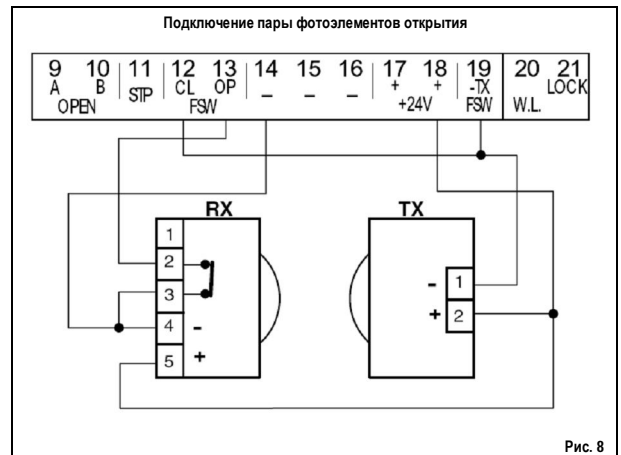 Подключение пары фотоэлементов открытия
9 10 11 12 13 14 15 16 17 18 19 20 21
A B STP CL OP – – – + + -TX LOCK
OPEN FSW +24V FSW W.L.
RX TX
1
2
3
4 -
5 +
- 1
+ 2
Рис. 8